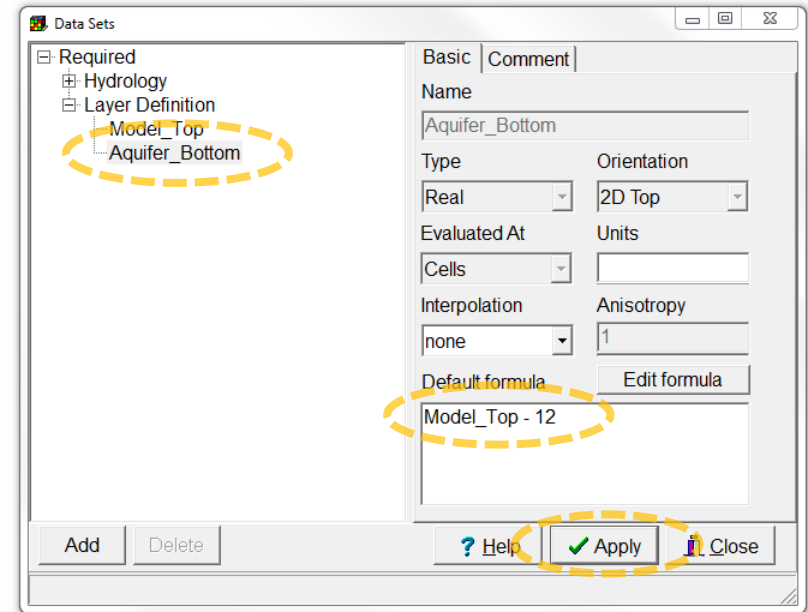 Data Sets
Required
Hydrology
Layer Definition
Model_Top
Aquifer_Bottom
Basic Comment
Name
Aquifer_Bottom
Type Orientation
Real 2D Top
Evaluated At Units
Cells
Interpolation Anisotropy
none 1
Default formula Edit formula
Model_Top - 12
Add Delete ? Help Apply Close